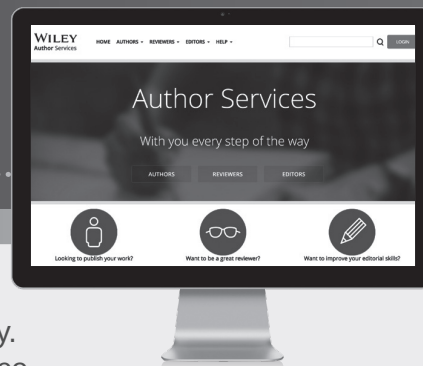 WILEY
Author Services
HOME AUTHORS REVIEWERS EDITORS HELP
LOGIN
Author Services
With you every step of the way
AUTHORS REVIEWERS EDITORS
Looking to publish your work? Want to be a great reviewer? Want to improve your editorial skills?
y.